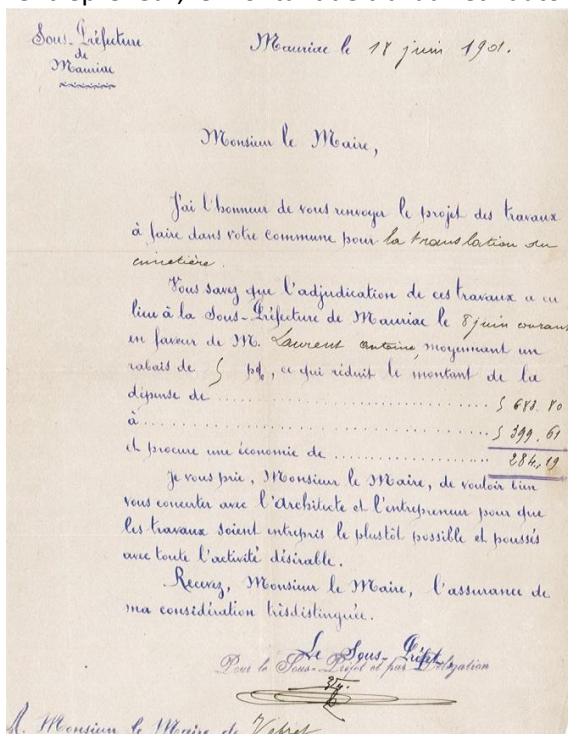 Sous-Préfecture
de
Mauriac
Mauriac le 18 juin 1901.
Monsieur le Maire,
J'ai l'honneur de vous renvoyer le projet des travaux
à faire dans votre commune pour la translation du
cimetière.
Vous savez que l'adjudication de ces travaux a eu
lieu à la Sous-Préfecture de Mauriac le 8 juin courant
en faveur de M. Laurent Antoine, moyennant un
rabais de 5 p%, ce qui réduit le montant de la
dépense de .......... 5 683.80
à .......... 5 399.61
et procure une économie de .......... 284,19
Je vous prie, Monsieur le Maire, de vouloir bien
vous concerter avec l'Architecte et l'entrepreneur pour que
les travaux soient entrepris le plustôt possible et poussés
avec toute l'activité désirable.
Recevez, Monsieur le Maire, l'assurance de
ma considération trèsdistinguée.
Le Sous-Préfet,
Pour le Sous-Préfet et par Délégation
A. Monsieur le Maire de Vebret